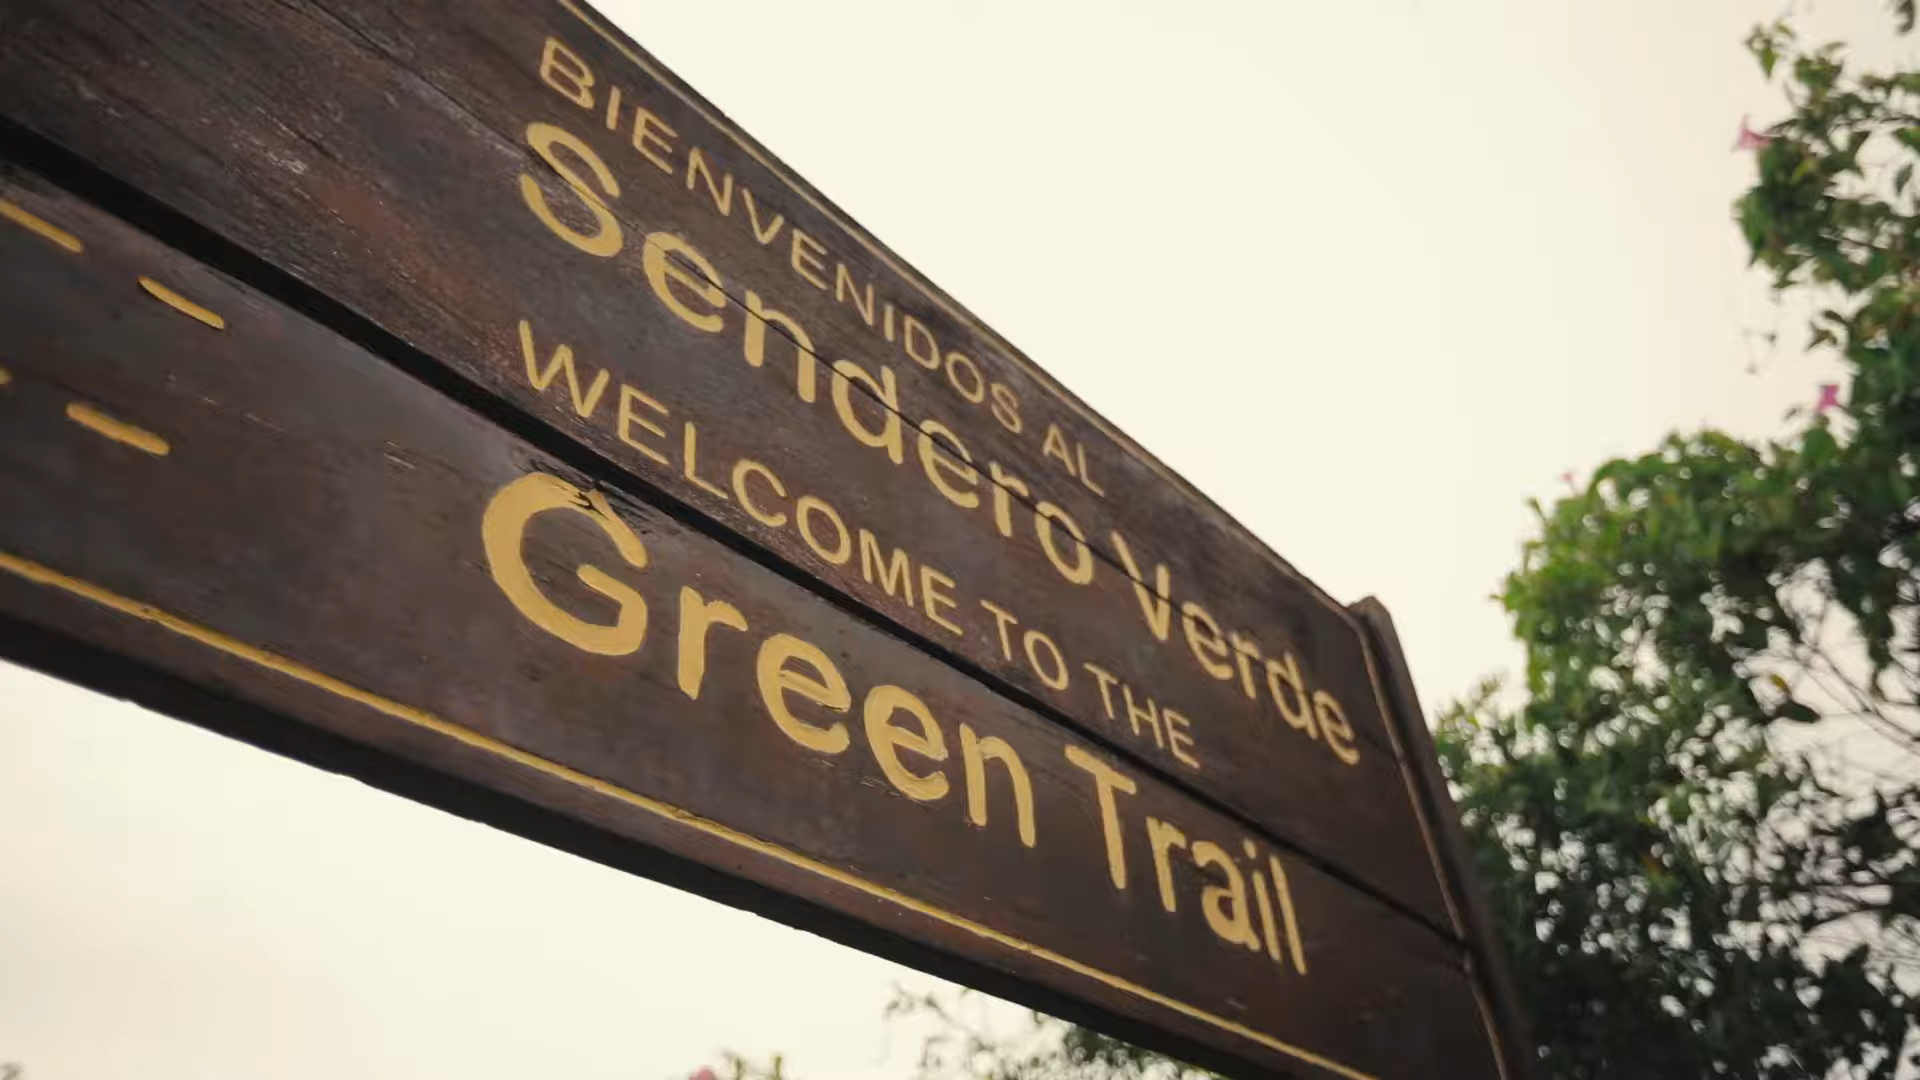 BIENVENIDOS AL
Sendero Verde
WELCOME TO THE
Green Trail